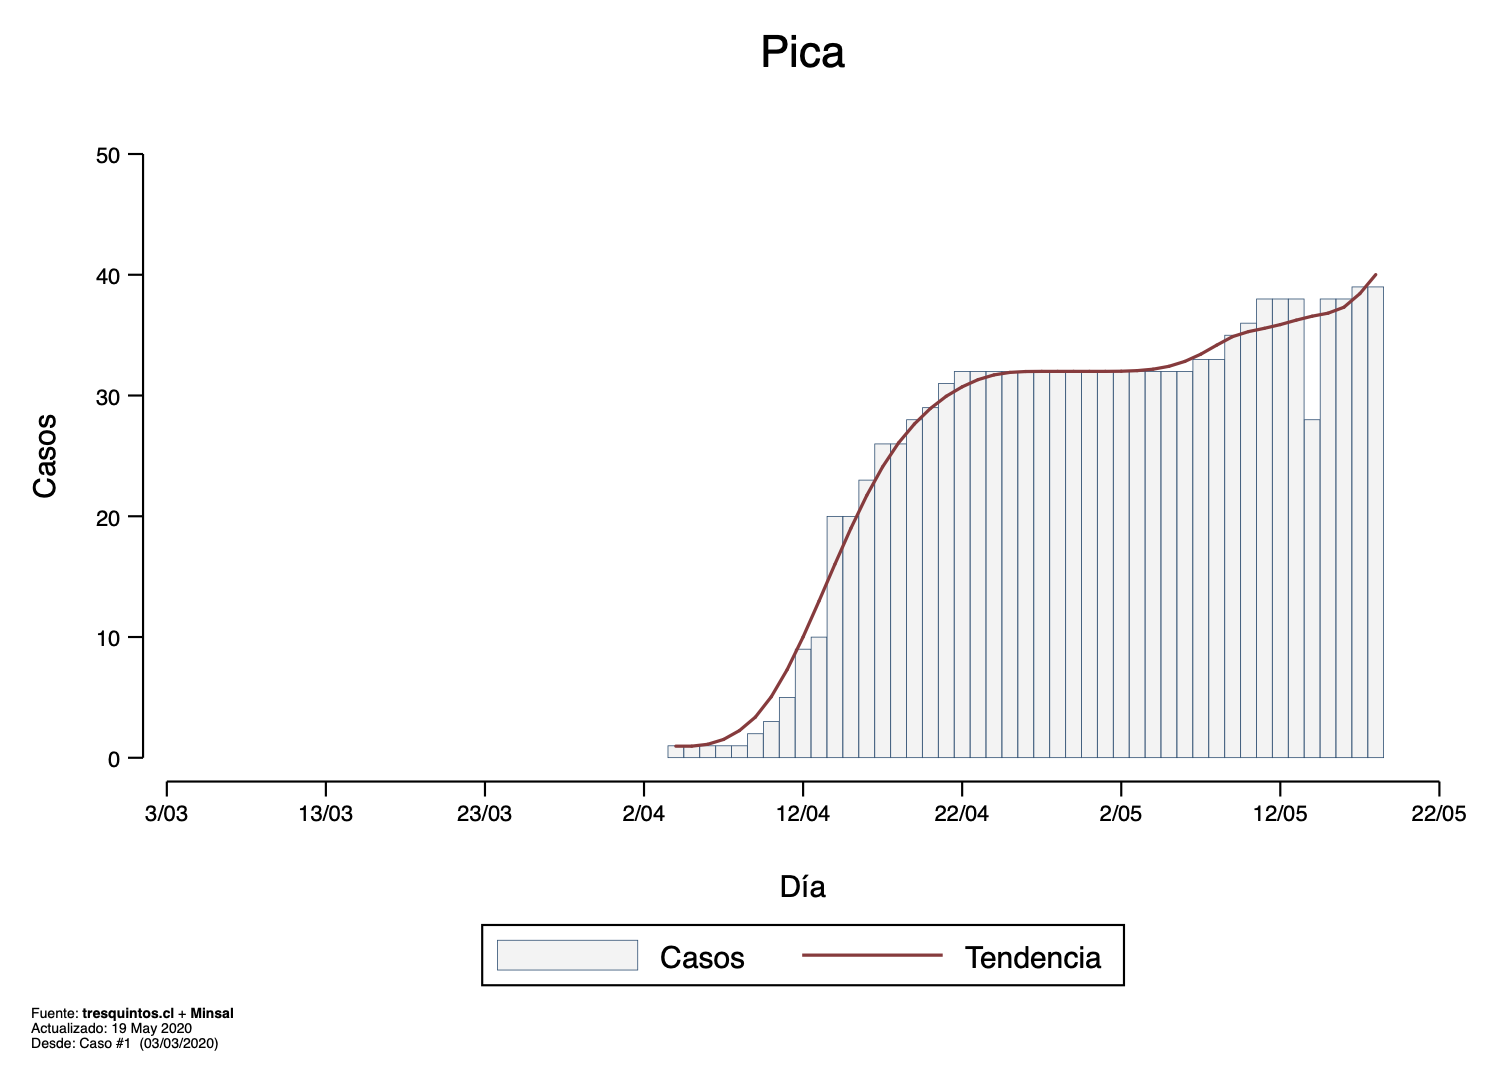 Pica
50
40
30
20
10
0
Casos
3/03
13/03
23/03
2/04
12/04
22/04
2/05
12/05
22/05
Día
Casos
Tendencia
Fuente: tresquintos.cl + Minsal
Actualizado: 19 May 2020
Desde: Caso #1 (03/03/2020)